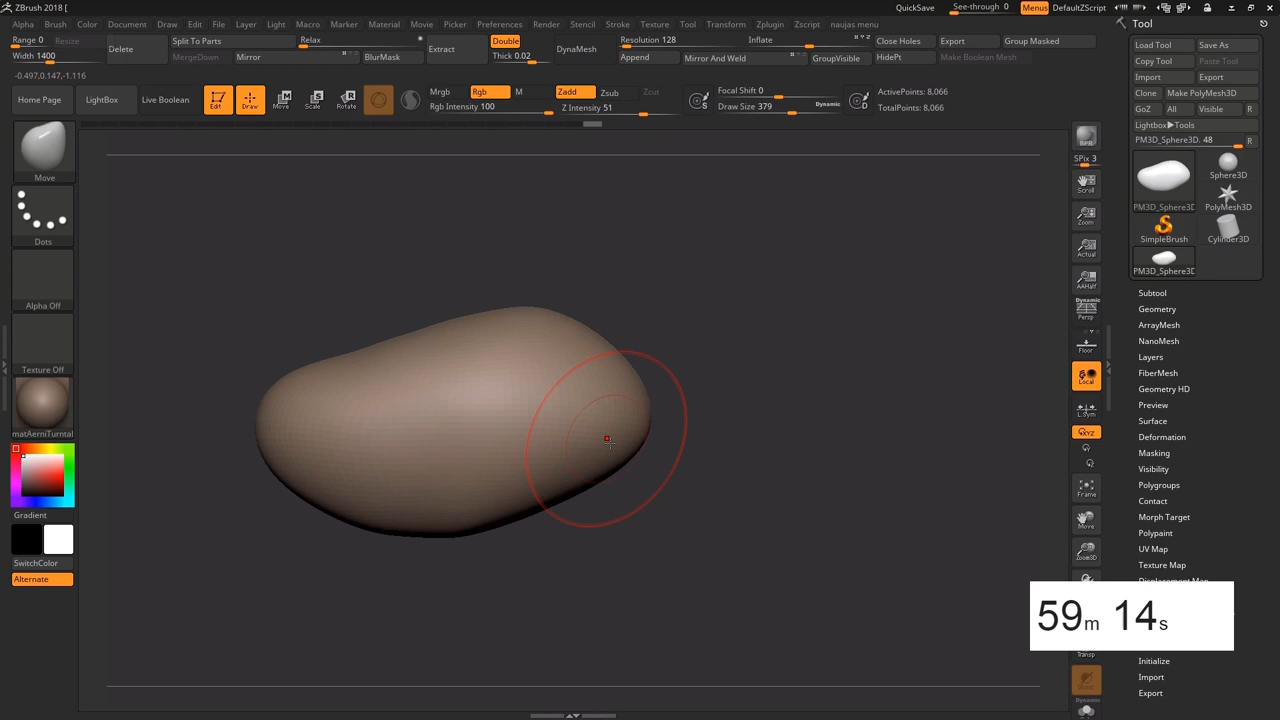 ZBrush 2018 [
QuickSave
See-through 0
Menus
DefaultZScript
Alpha Brush Color Document Draw Edit File Layer Light Macro Marker Material Movie Picker Preferences Render Stencil Stroke Texture Tool Transform Zplugin Zscript naujas meniu
Range 0 Resize
Width 1400
Delete
Split To Parts
MergeDown
Mirror
Relax
BlurMask
Extract
Double
Thick 0.02
DynaMesh
Resolution 128
Append
Inflate
Mirror And Weld
GroupVisible
Close Holes
HidePt
Export
Make Boolean Mesh
Group Masked
-0.497,0.147,-1.116
Home Page
LightBox
Live Boolean
Edit
Draw
Move
Scale
Rotate
Mrgb
Rgb
M
Rgb Intensity 100
Zadd
Zsub
Zcut
Z Intensity 51
Focal Shift 0
Draw Size 379
Dynamic
ActivePoints: 8,066
TotalPoints: 8,066
Move
Dots
Alpha Off
Texture Off
matAerniTurntal
Gradient
SwitchColor
Alternate
BPR
SPix 3
Scroll
Zoom
Actual
AAHalf
Dynamic
Persp
Floor
Local
L.Sym
XYZ
Frame
Move
Zoom3D
Transp
Dynamic
Tool
Load Tool
Save As
Copy Tool
Paste Tool
Import
Export
Clone
Make PolyMesh3D
GoZ
All
Visible
R
Lightbox▶Tools
PM3D_Sphere3D. 48
R
PM3D_Sphere3D
Sphere3D
PolyMesh3D
SimpleBrush
Cylinder3D
PM3D_Sphere3D
Subtool
Geometry
ArrayMesh
NanoMesh
Layers
FiberMesh
Geometry HD
Preview
Surface
Deformation
Masking
Visibility
Polygroups
Contact
Morph Target
Polypaint
UV Map
Texture Map
59m 14s
Initialize
Import
Export